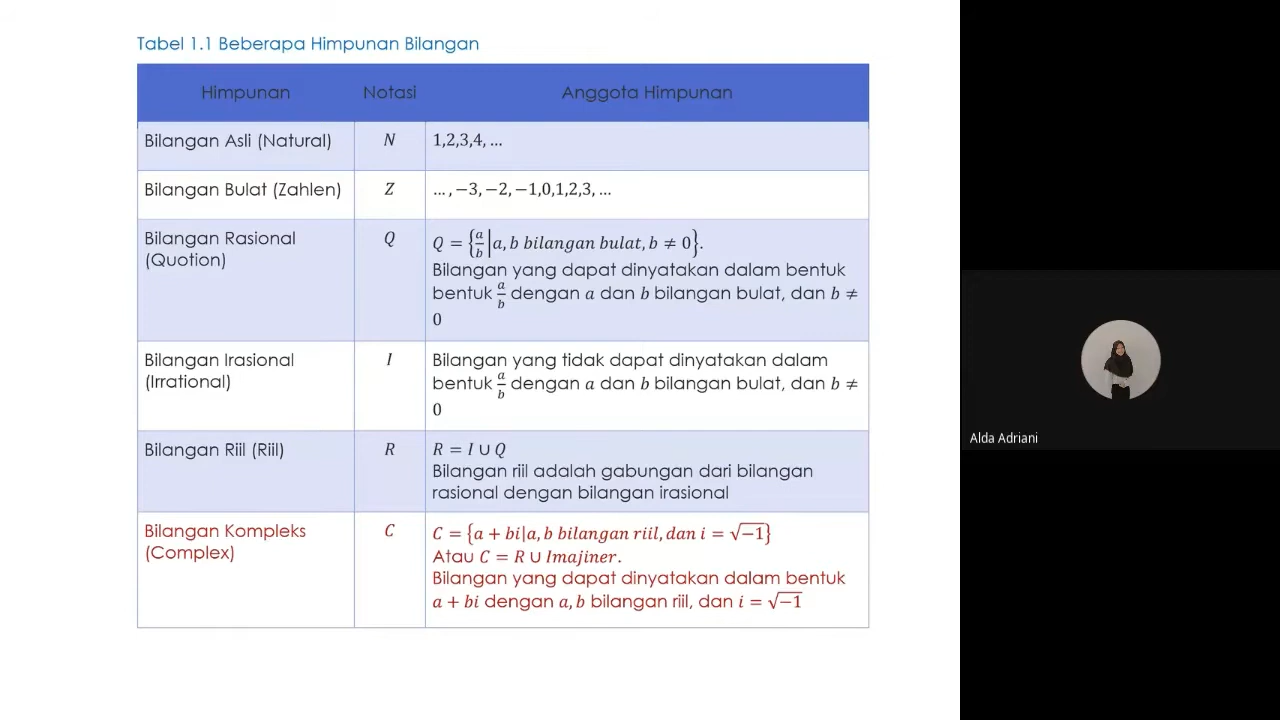 Tabel 1.1 Beberapa Himpunan Bilangan
Himpunan Notasi Anggota Himpunan
Bilangan Asli (Natural) N 1,2,3,4, …
Bilangan Bulat (Zahlen) Z … , −3, −2, −1,0,1,2,3, …
Bilangan Rasional
(Quotion)
Q
Q = {a/b | a, b bilangan bulat, b ≠ 0}.
Bilangan yang dapat dinyatakan dalam bentuk
bentuk a/b dengan a dan b bilangan bulat, dan b ≠
0
Bilangan Irasional
(Irrational)
I
Bilangan yang tidak dapat dinyatakan dalam
bentuk a/b dengan a dan b bilangan bulat, dan b ≠
0
Bilangan Riil (Riil)
R
R = I ∪ Q
Bilangan riil adalah gabungan dari bilangan
rasional dengan bilangan irasional
Bilangan Kompleks
(Complex)
C
C = {a + bi|a, b bilangan riil, dan i = √−1}
Atau C = R ∪ Imajiner.
Bilangan yang dapat dinyatakan dalam bentuk
a + bi dengan a, b bilangan riil, dan i = √−1
Alda Adriani